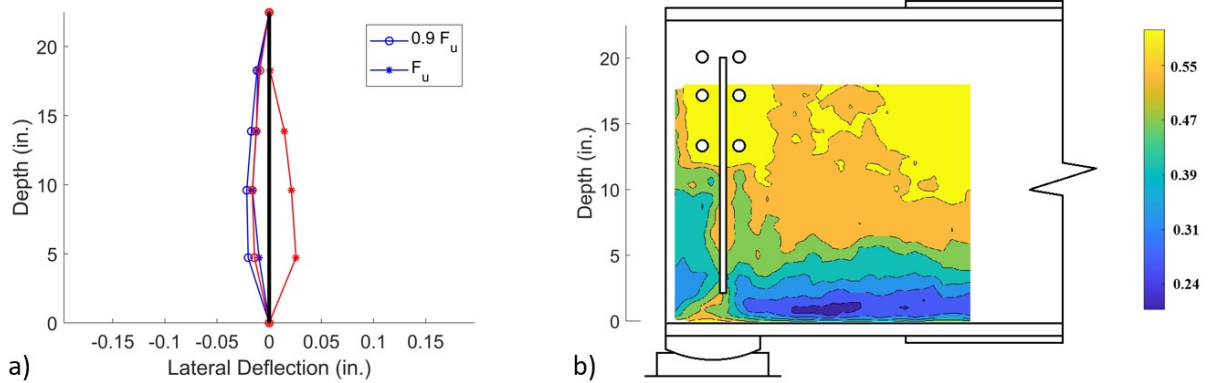 20
15
10
5
0
Depth (in.)
-0.15 -0.1 -0.05 0 0.05 0.1 0.15
Lateral Deflection (in.)
0.9 F_u
F_u
a)
20
15
10
5
0
Depth (in.)
0.55
0.47
0.39
0.31
0.24
b)